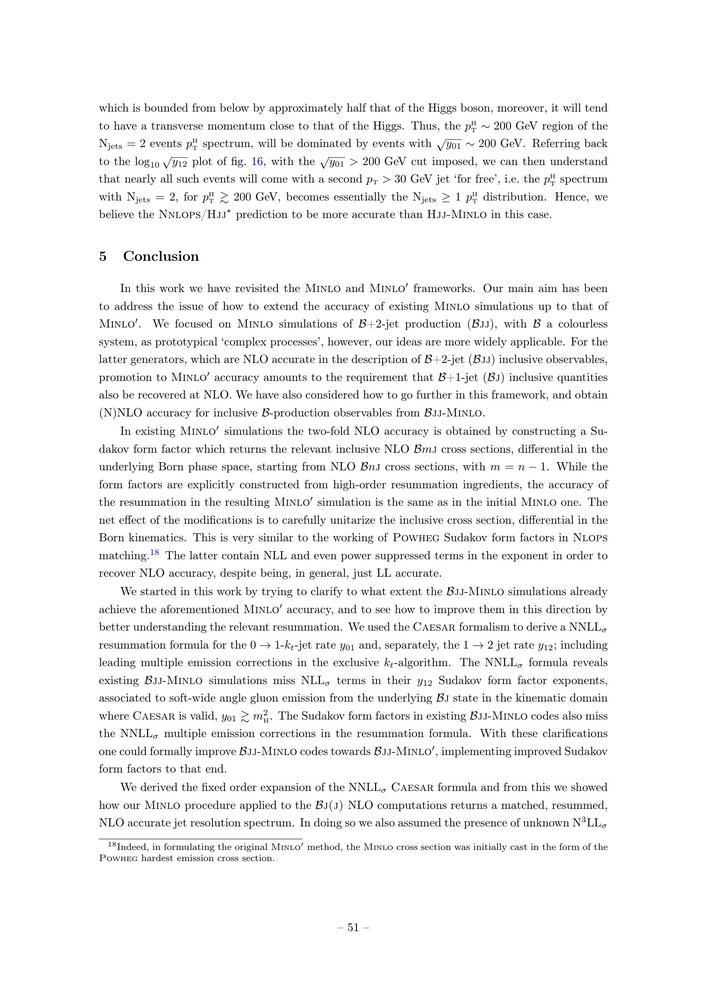 which is bounded from below by approximately half that of the Higgs boson, moreover, it will tend
to have a transverse momentum close to that of the Higgs. Thus, the $p_T^H \sim 200$ GeV region of the
$N_{jets} = 2$ events $p_T^H$ spectrum, will be dominated by events with $\sqrt{y_{01}} \sim 200$ GeV. Referring back
to the $\log_{10} \sqrt{y_{12}}$ plot of fig. 16, with the $\sqrt{y_{01}} > 200$ GeV cut imposed, we can then understand
that nearly all such events will come with a second $p_T > 30$ GeV jet ‘for free’, i.e. the $p_T^H$ spectrum
with $N_{jets} = 2$, for $p_T^H \gtrsim 200$ GeV, becomes essentially the $N_{jets} \geq 1$ $p_T^H$ distribution. Hence, we
believe the NNLOPS/HJJ$^\star$ prediction to be more accurate than HJJ-MINLO in this case.
5 Conclusion
In this work we have revisited the MINLO and MINLO′ frameworks. Our main aim has been
to address the issue of how to extend the accuracy of existing MINLO simulations up to that of
MINLO′. We focused on MINLO simulations of $\mathcal{B}$+2-jet production ($\mathcal{B}$JJ), with $\mathcal{B}$ a colourless
system, as prototypical ‘complex processes’, however, our ideas are more widely applicable. For the
latter generators, which are NLO accurate in the description of $\mathcal{B}$+2-jet ($\mathcal{B}$JJ) inclusive observables,
promotion to MINLO′ accuracy amounts to the requirement that $\mathcal{B}$+1-jet ($\mathcal{B}$J) inclusive quantities
also be recovered at NLO. We have also considered how to go further in this framework, and obtain
(N)NLO accuracy for inclusive $\mathcal{B}$-production observables from $\mathcal{B}$JJ-MINLO.
In existing MINLO′ simulations the two-fold NLO accuracy is obtained by constructing a Su-
dakov form factor which returns the relevant inclusive NLO $\mathcal{B}m$J cross sections, differential in the
underlying Born phase space, starting from NLO $\mathcal{B}n$J cross sections, with $m = n - 1$. While the
form factors are explicitly constructed from high-order resummation ingredients, the accuracy of
the resummation in the resulting MINLO′ simulation is the same as in the initial MINLO one. The
net effect of the modifications is to carefully unitarize the inclusive cross section, differential in the
Born kinematics. This is very similar to the working of POWHEG Sudakov form factors in NLOPS
matching.$^{18}$ The latter contain NLL and even power suppressed terms in the exponent in order to
recover NLO accuracy, despite being, in general, just LL accurate.
We started in this work by trying to clarify to what extent the $\mathcal{B}$JJ-MINLO simulations already
achieve the aforementioned MINLO′ accuracy, and to see how to improve them in this direction by
better understanding the relevant resummation. We used the CAESAR formalism to derive a NNLL$_\sigma$
resummation formula for the $0 \to 1$-$k_t$-jet rate $y_{01}$ and, separately, the $1 \to 2$ jet rate $y_{12}$; including
leading multiple emission corrections in the exclusive $k_t$-algorithm. The NNLL$_\sigma$ formula reveals
existing $\mathcal{B}$JJ-MINLO simulations miss NLL$_\sigma$ terms in their $y_{12}$ Sudakov form factor exponents,
associated to soft-wide angle gluon emission from the underlying $\mathcal{B}$J state in the kinematic domain
where CAESAR is valid, $y_{01} \gtrsim m_H^2$. The Sudakov form factors in existing $\mathcal{B}$JJ-MINLO codes also miss
the NNLL$_\sigma$ multiple emission corrections in the resummation formula. With these clarifications
one could formally improve $\mathcal{B}$JJ-MINLO codes towards $\mathcal{B}$JJ-MINLO′, implementing improved Sudakov
form factors to that end.
We derived the fixed order expansion of the NNLL$_\sigma$ CAESAR formula and from this we showed
how our MINLO procedure applied to the $\mathcal{B}$J(J) NLO computations returns a matched, resummed,
NLO accurate jet resolution spectrum. In doing so we also assumed the presence of unknown N$^3$LL$_\sigma$
$^{18}$Indeed, in formulating the original MINLO′ method, the MINLO cross section was initially cast in the form of the
POWHEG hardest emission cross section.
– 51 –